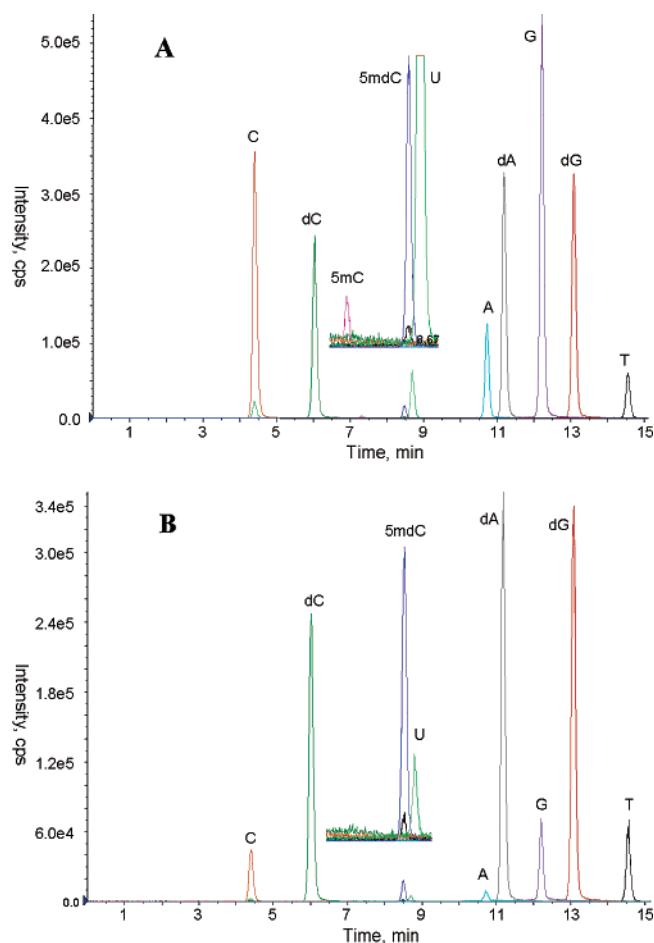 A
5.0e5
G
5mdC
U
4.0e5
C
dA
dG
3.0e5
dC
2.0e5
5mC
A
1.0e5
8.67
T
0.0
1 3 5 7 9 11 13 15
Intensity, cps
Time, min
B
3.4e5
dA
dG
5mdC
3.0e5
dC
2.4e5
1.8e5
U
1.2e5
G
T
6.0e4
C
A
0.0
1 3 5 7 9 11 13 15
Intensity, cps
Time, min